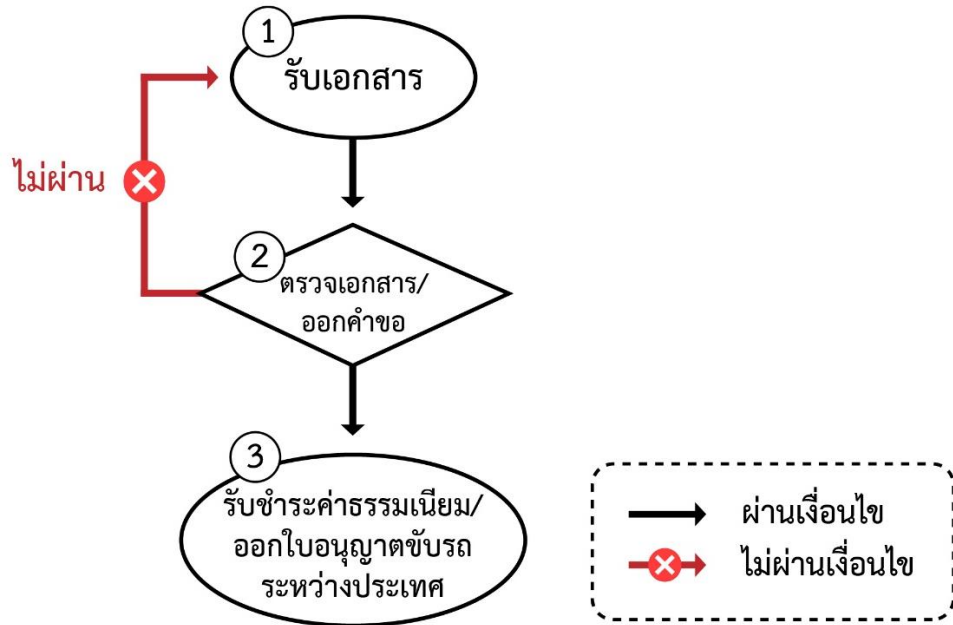 1
รับเอกสาร
ไม่ผ่าน
2
ตรวจเอกสาร/
ออกคำขอ
3
รับชำระค่าธรรมเนียม/
ออกใบอนุญาตขับรถ
ระหว่างประเทศ
ผ่านเงื่อนไข
ไม่ผ่านเงื่อนไข